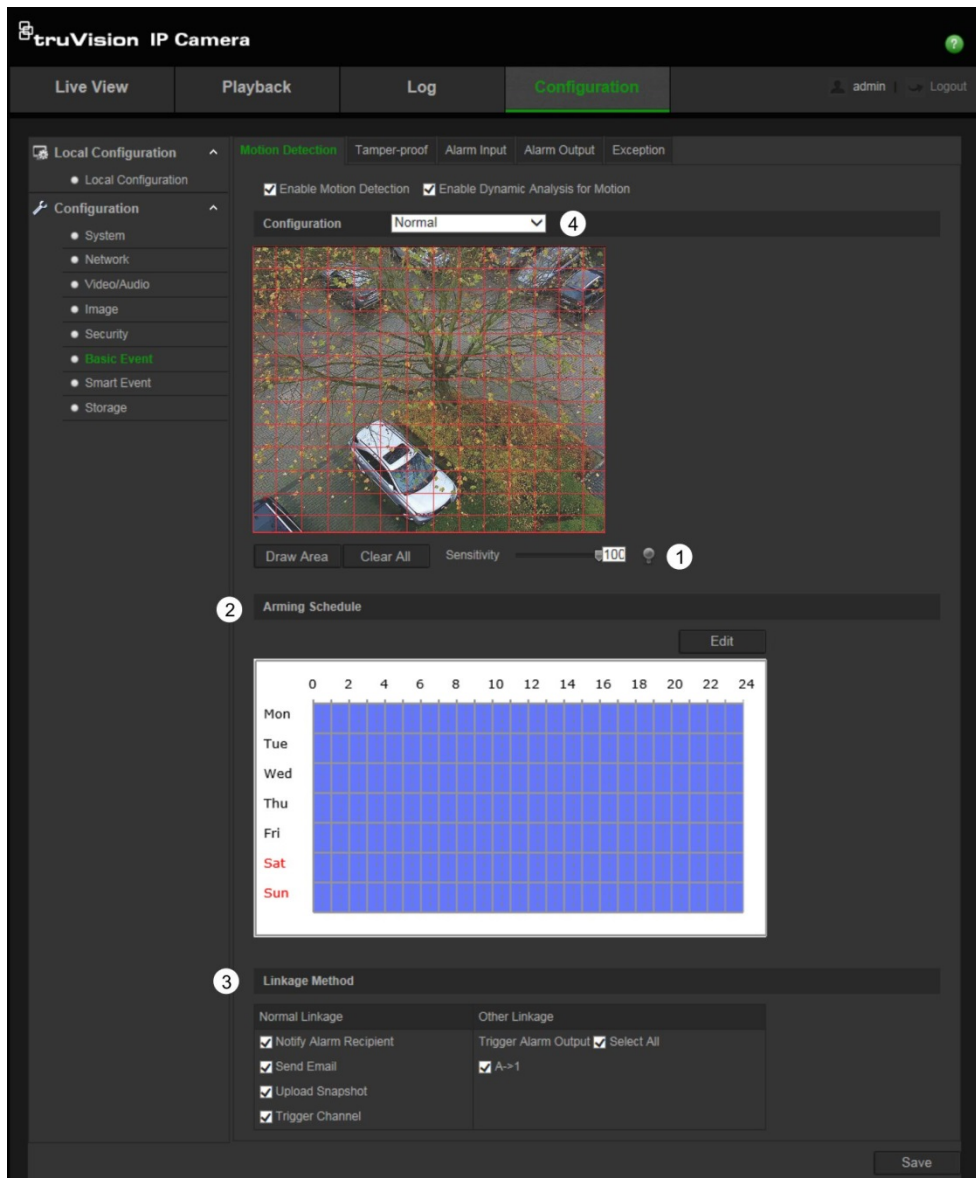 truVision IP Camera
?
Live View Playback Log Configuration admin | Logout
Local Configuration
Local Configuration
Configuration
System
Network
Video/Audio
Image
Security
Basic Event
Smart Event
Storage
Motion Detection Tamper-proof Alarm Input Alarm Output Exception
Enable Motion Detection Enable Dynamic Analysis for Motion
Configuration Normal 4
Draw Area Clear All Sensitivity 100 1
2 Arming Schedule
Edit
0 2 4 6 8 10 12 14 16 18 20 22 24
Mon
Tue
Wed
Thu
Fri
Sat
Sun
3 Linkage Method
Normal Linkage Other Linkage
Notify Alarm Recipient Trigger Alarm Output Select All
Send Email A->1
Upload Snapshot
Trigger Channel
Save